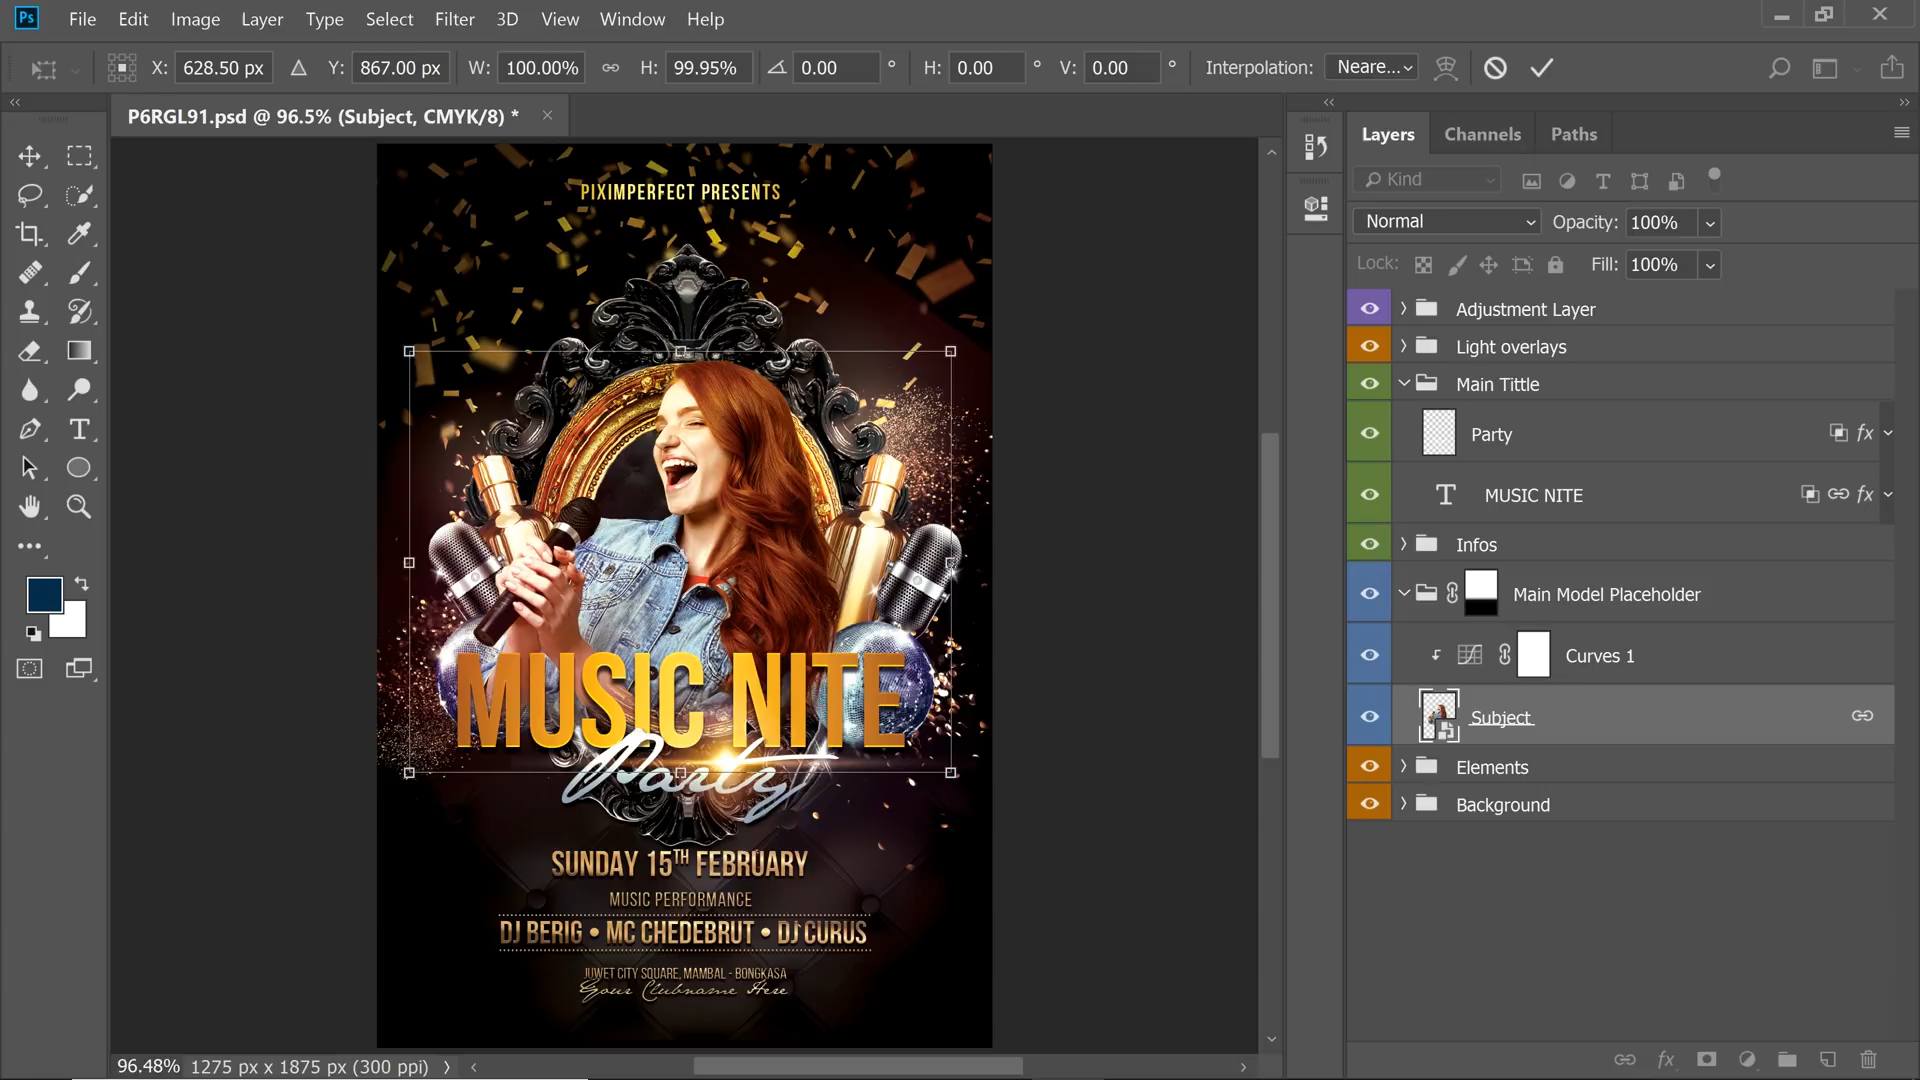 Ps File Edit Image Layer Type Select Filter 3D View Window Help
X: 628.50 px Y: 867.00 px W: 100.00% H: 99.95% 0.00 ° H: 0.00 ° V: 0.00 ° Interpolation: Neare...
P6RGL91.psd @ 96.5% (Subject, CMYK/8) *
PIXIMPERFECT PRESENTS
MUSIC NITE
Party
SUNDAY 15TH FEBRUARY
MUSIC PERFORMANCE
DJ BERIG • MC CHEDEBRUT • DJ CURUS
JUWET CITY SQUARE, MAMBAL - BONGKASA
Your Clubname Here
96.48% 1275 px x 1875 px (300 ppi)
Layers Channels Paths
Kind
Normal Opacity: 100%
Lock: Fill: 100%
Adjustment Layer
Light overlays
Main Tittle
Party fx
T MUSIC NITE fx
Infos
Main Model Placeholder
Curves 1
Subject
Elements
Background
fx